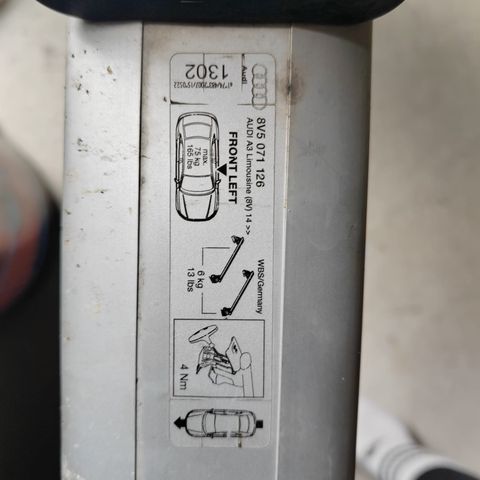 Audi
1302
8V5 071 126
AUDI A3 Limousine (8V) 14 >>
FRONT LEFT
max.
75 kg
165 lbs
WBS/Germany
6 kg
13 lbs
4 Nm